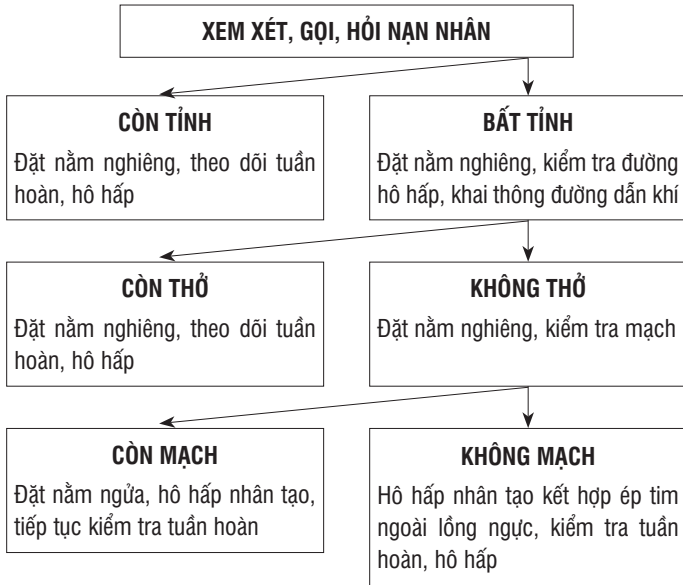 XEM XÉT, GỌI, HỎI NẠN NHÂN
CÒN TỈNH
Đặt nằm nghiêng, theo dõi tuần
hoàn, hô hấp
BẤT TỈNH
Đặt nằm nghiêng, kiểm tra đường
hô hấp, khai thông đường dẫn khí
CÒN THỞ
Đặt nằm nghiêng, theo dõi tuần
hoàn, hô hấp
KHÔNG THỞ
Đặt nằm nghiêng, kiểm tra mạch
CÒN MẠCH
Đặt nằm ngửa, hô hấp nhân tạo,
tiếp tục kiểm tra tuần hoàn
KHÔNG MẠCH
Hô hấp nhân tạo kết hợp ép tim
ngoài lồng ngực, kiểm tra tuần
hoàn, hô hấp